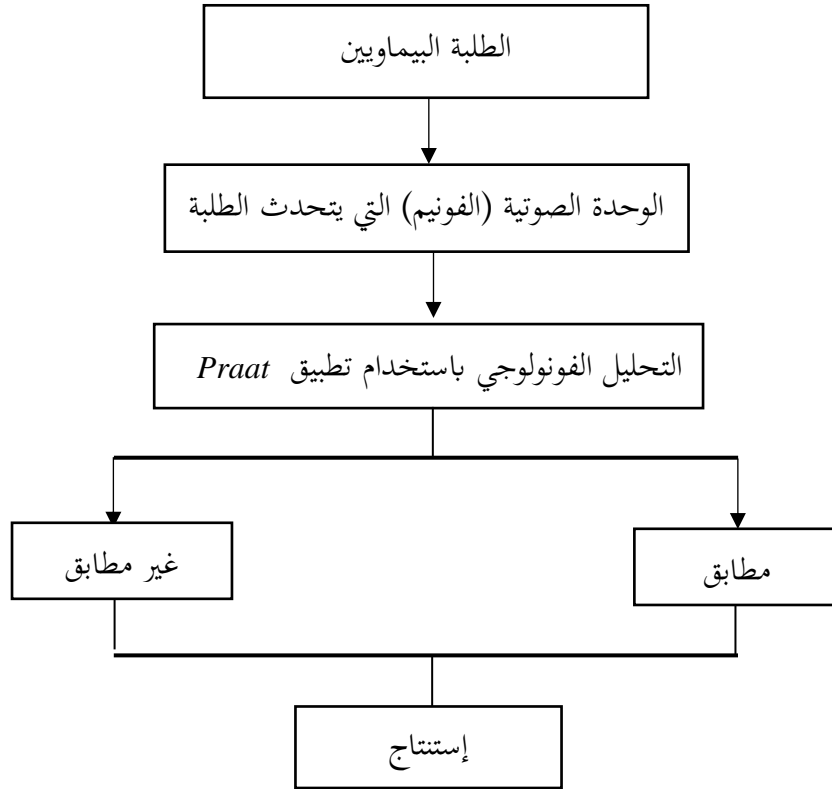 الطلبة البيماويين
الوحدة الصوتية (الفونيم) التي يتحدث الطلبة
التحليل الفونولوجي باستخدام تطبيق Praat
مطابق
غير مطابق
إستنتاج